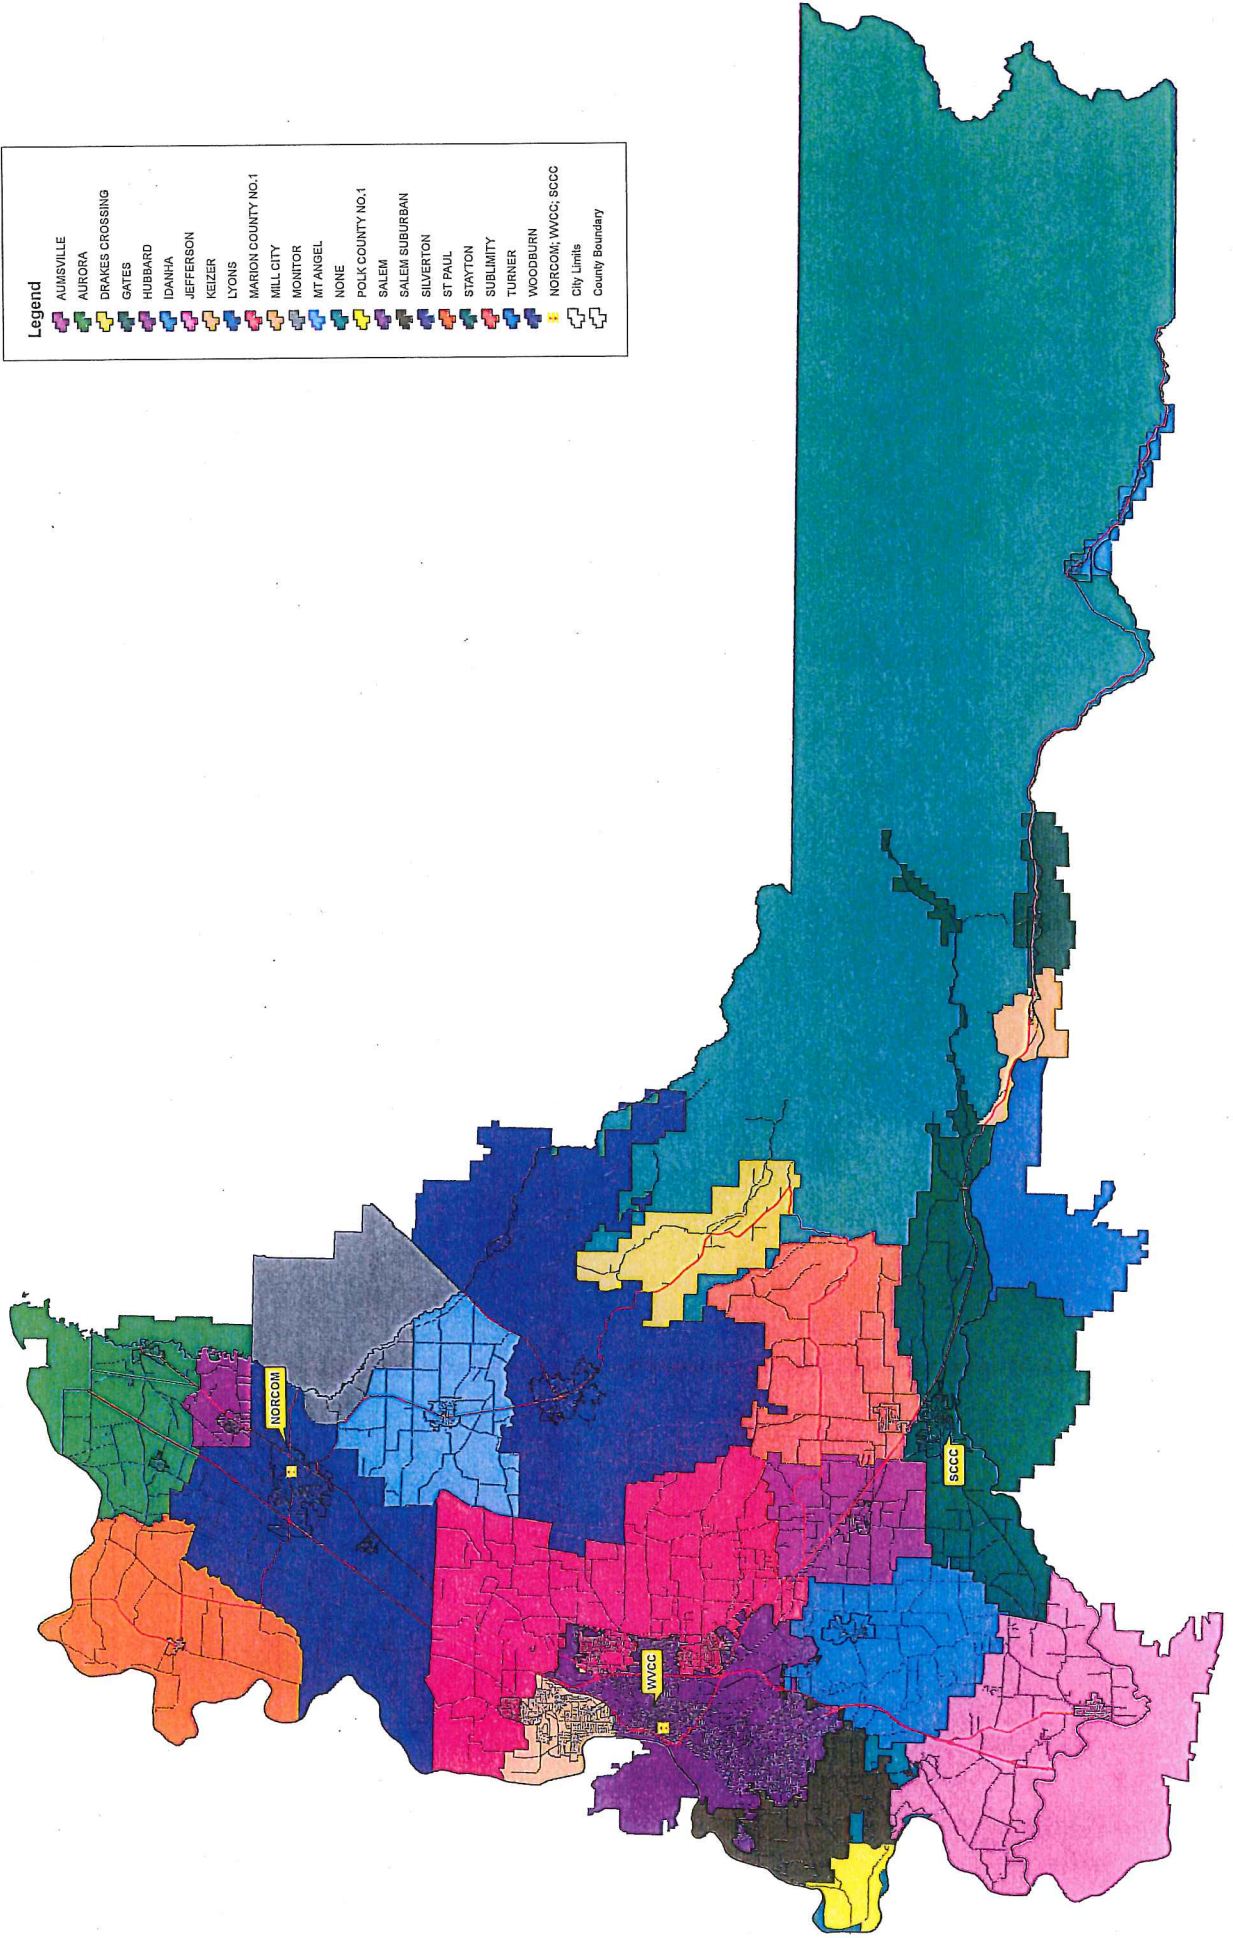 Legend
AUMSVILLE
AURORA
DRAKES CROSSING
GATES
HUBBARD
IDANHA
JEFFERSON
KEIZER
LYONS
MARION COUNTY NO.1
MILL CITY
MONITOR
MT ANGEL
NONE
POLK COUNTY NO.1
SALEM
SALEM SUBURBAN
SILVERTON
ST PAUL
STAYTON
SUBLIMITY
TURNER
WOODBURN
NORCOM; WVCC; SCCC
City Limits
County Boundary
NORCOM
WVCC
SCCC